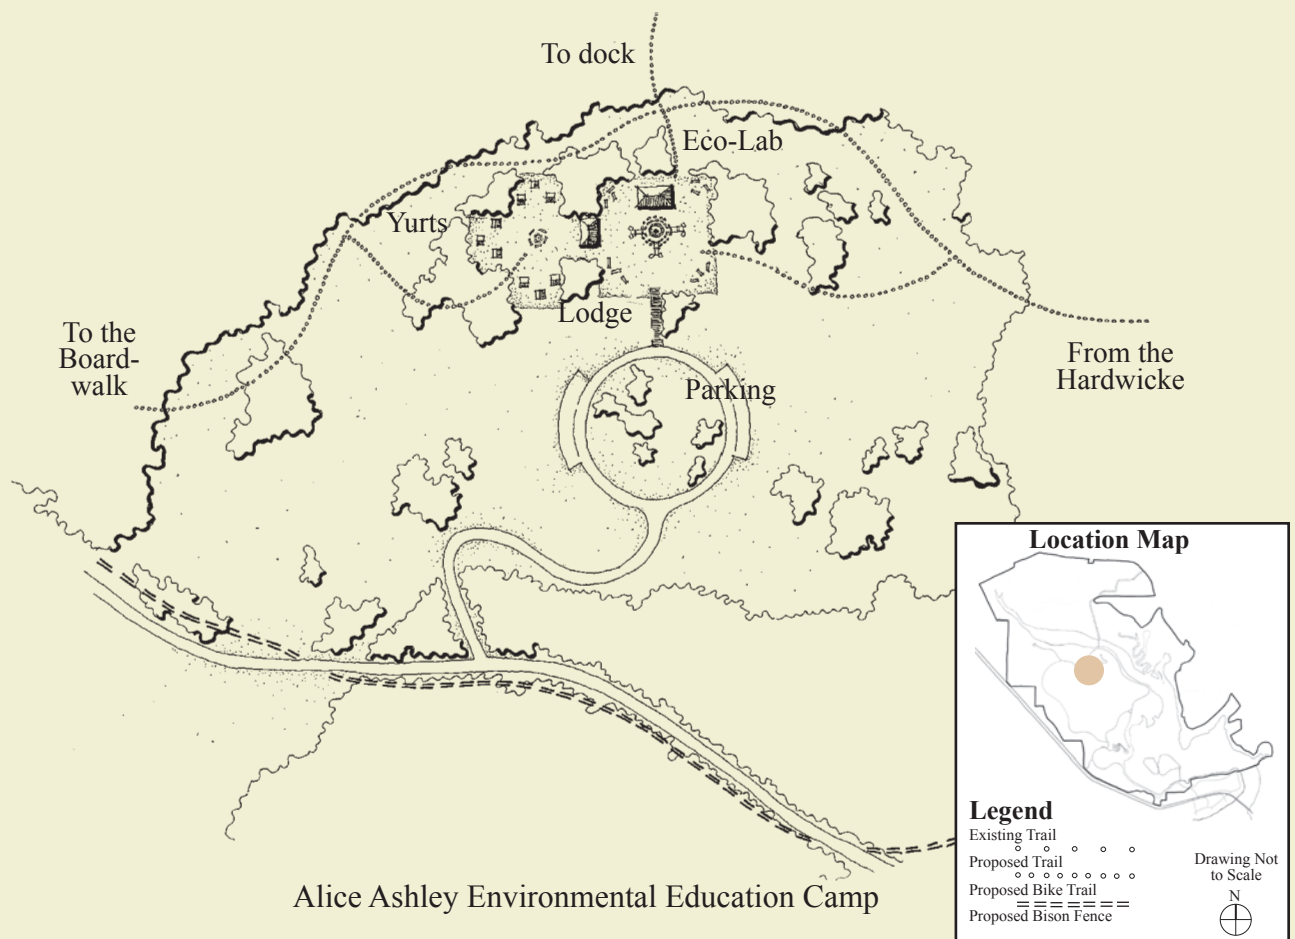 To dock
Eco-Lab
Yurts
Lodge
To the
Board-
walk
From the
Hardwicke
Parking
Location Map
Legend
Existing Trail
Proposed Trail
Proposed Bike Trail
Proposed Bison Fence
Drawing Not
to Scale
N
Alice Ashley Environmental Education Camp